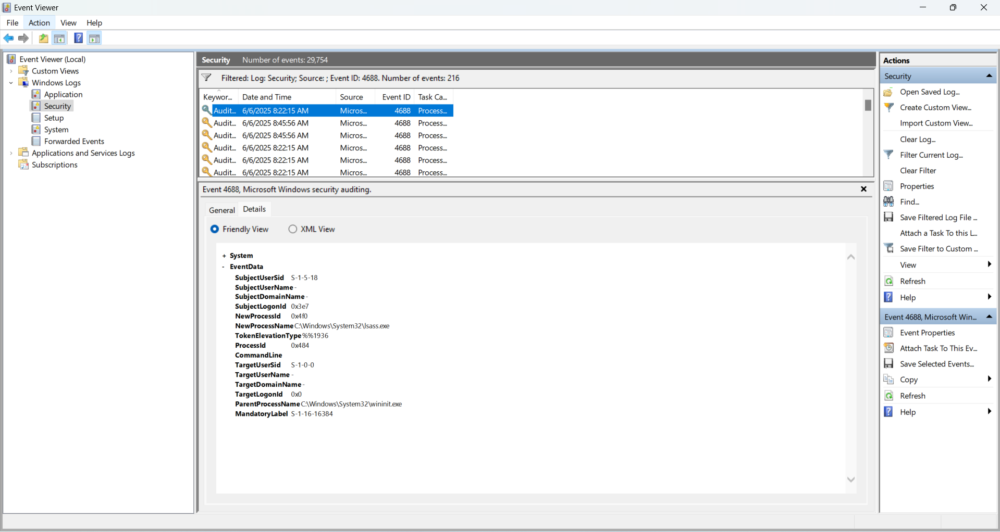 Event Viewer
File Action View Help
Event Viewer (Local)
Custom Views
Windows Logs
Application
Security
Setup
System
Forwarded Events
Applications and Services Logs
Subscriptions
Security Number of events: 29,754
Filtered: Log: Security; Source: ; Event ID: 4688. Number of events: 216
Keywor... Date and Time Source Event ID Task Ca...
Audit... 6/6/2025 8:22:15 AM Micros... 4688 Process...
Audit... 6/6/2025 8:45:56 AM Micros... 4688 Process...
Audit... 6/6/2025 8:45:56 AM Micros... 4688 Process...
Audit... 6/6/2025 8:22:15 AM Micros... 4688 Process...
Audit... 6/6/2025 8:22:15 AM Micros... 4688 Process...
Audit... 6/6/2025 8:22:15 AM Micros... 4688 Process...
Event 4688, Microsoft Windows security auditing.
General Details
Friendly View XML View
+ System
- EventData
SubjectUserSid S-1-5-18
SubjectUserName -
SubjectDomainName -
SubjectLogonId 0x3e7
NewProcessId 0x4f0
NewProcessName C:\Windows\System32\lsass.exe
TokenElevationType %%1936
ProcessId 0x484
CommandLine
TargetUserSid S-1-0-0
TargetUserName -
TargetDomainName -
TargetLogonId 0x0
ParentProcessName C:\Windows\System32\wininit.exe
MandatoryLabel S-1-16-16384
Actions
Security
Open Saved Log...
Create Custom View...
Import Custom View...
Clear Log...
Filter Current Log...
Clear Filter
Properties
Find...
Save Filtered Log File ...
Attach a Task To this L...
Save Filter to Custom ...
View
Refresh
Help
Event 4688, Microsoft Win...
Event Properties
Attach Task To This Ev...
Save Selected Events...
Copy
Refresh
Help